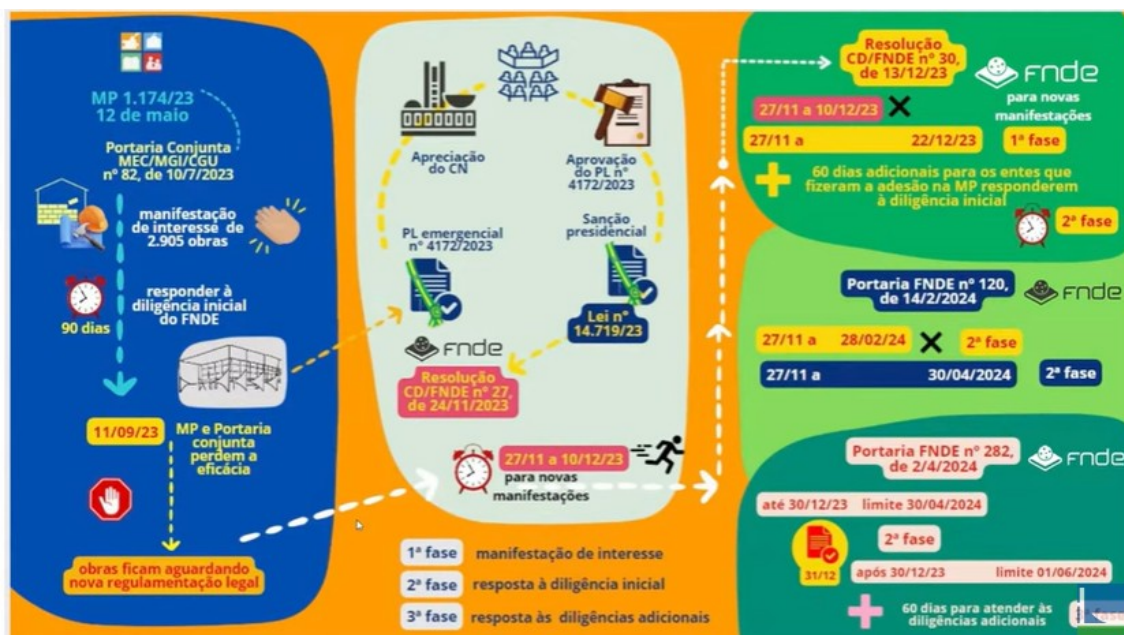 MP 1.174/23
12 de maio
Portaria Conjunta
MEC/MGI/CGU
nº 82, de 10/7/2023
manifestação
de interesse de
2.905 obras
90 dias
responder à
diligência inicial
do FNDE
11/09/23
MP e Portaria
conjunta
perdem a
eficácia
obras ficam aguardando
nova regulamentação legal
Apreciação
do CN
Aprovação
do PL nº
4172/2023
PL emergencial
nº 4172/2023
Sanção
presidencial
Lei nº
14.719/23
FNDE
Resolução
CD/FNDE nº 27,
de 24/11/2023
27/11 a 10/12/23
para novas
manifestações
1ª fase manifestação de interesse
2ª fase resposta à diligência inicial
3ª fase resposta às diligências adicionais
Resolução
CD/FNDE nº 30,
de 13/12/23
FNDE
para novas
manifestações
27/11 a 10/12/23
27/11 a 22/12/23 1ª fase
60 dias adicionais para os entes que
fizeram a adesão na MP responderem
à diligência inicial
2ª fase
Portaria FNDE nº 120,
de 14/2/2024
FNDE
27/11 a 28/02/24 2ª fase
27/11 a 30/04/2024 2ª fase
Portaria FNDE nº 282,
de 2/4/2024
FNDE
até 30/12/23 limite 30/04/2024
2ª fase
31/12
após 30/12/23 limite 01/06/2024
60 dias para atender às
diligências adicionais
fase